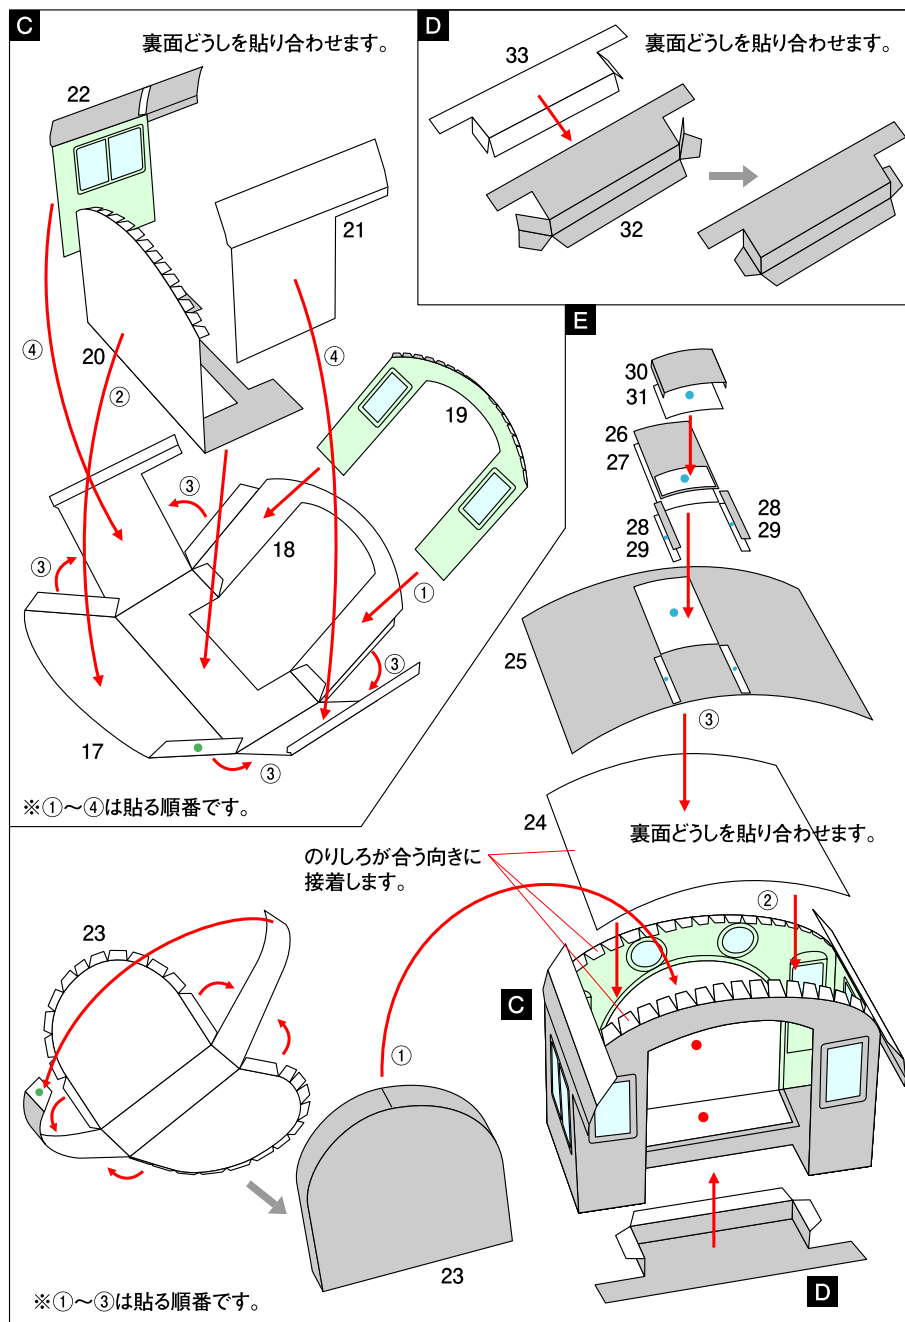 C
裏面どうしを貼り合わせます。
22
21
④
20
②
④
19
③
18
③
①
③
17
③
※①～④は貼る順番です。
D
裏面どうしを貼り合わせます。
33
32
E
30
31
26
27
28
29
28
29
25
③
24
裏面どうしを貼り合わせます。
のりしろが合う向きに
接着します。
②
23
C
①
23
D
※①～③は貼る順番です。